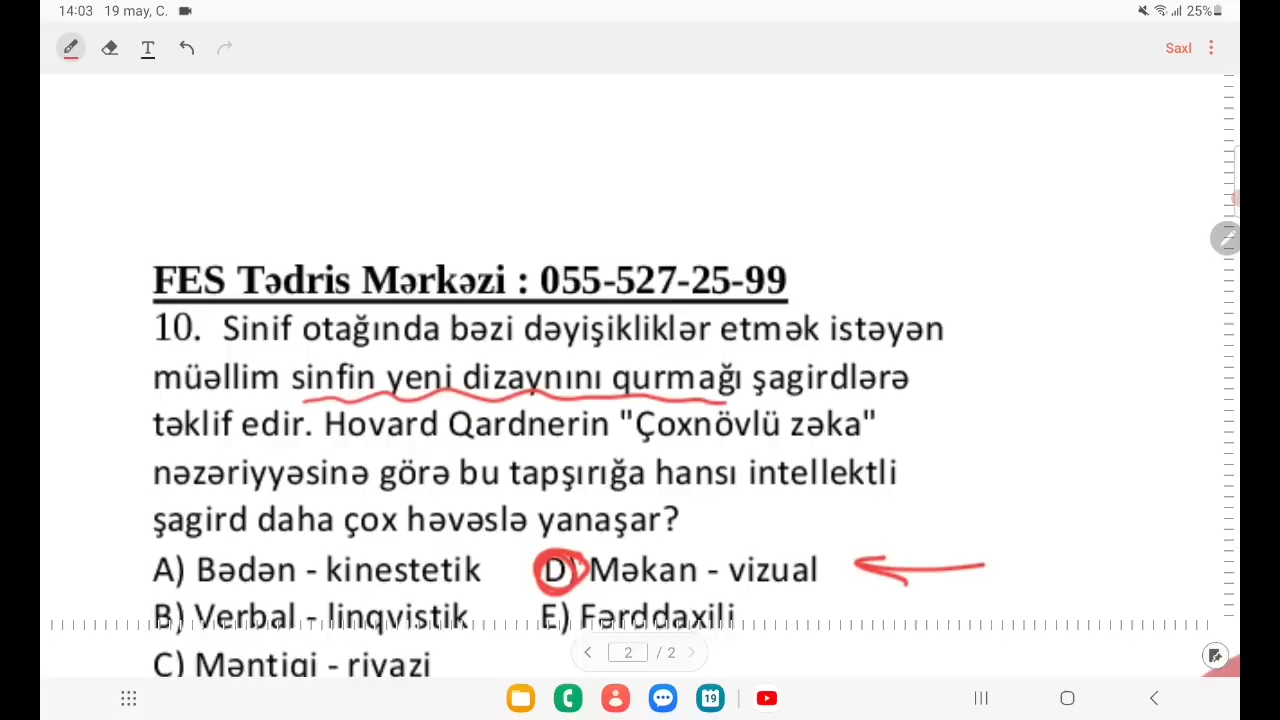 14:03 19 may, C. 25%
T Saxl
FES Tədris Mərkəzi : 055-527-25-99
10. Sinif otağında bəzi dəyişikliklər etmək istəyən
müəllim sinfin yeni dizaynını qurmağı şagirdlərə
təklif edir. Hovard Qardnerin "Çoxnövlü zəka"
nəzəriyyəsinə görə bu tapşırığa hansı intellektli
şagird daha çox həvəslə yanaşar?
A) Bədən - kinestetik D) Məkan - vizual
B) Verbal - linqvistik E) Fərddaxili
C) Məntiqi - riyazi
2 / 2
19